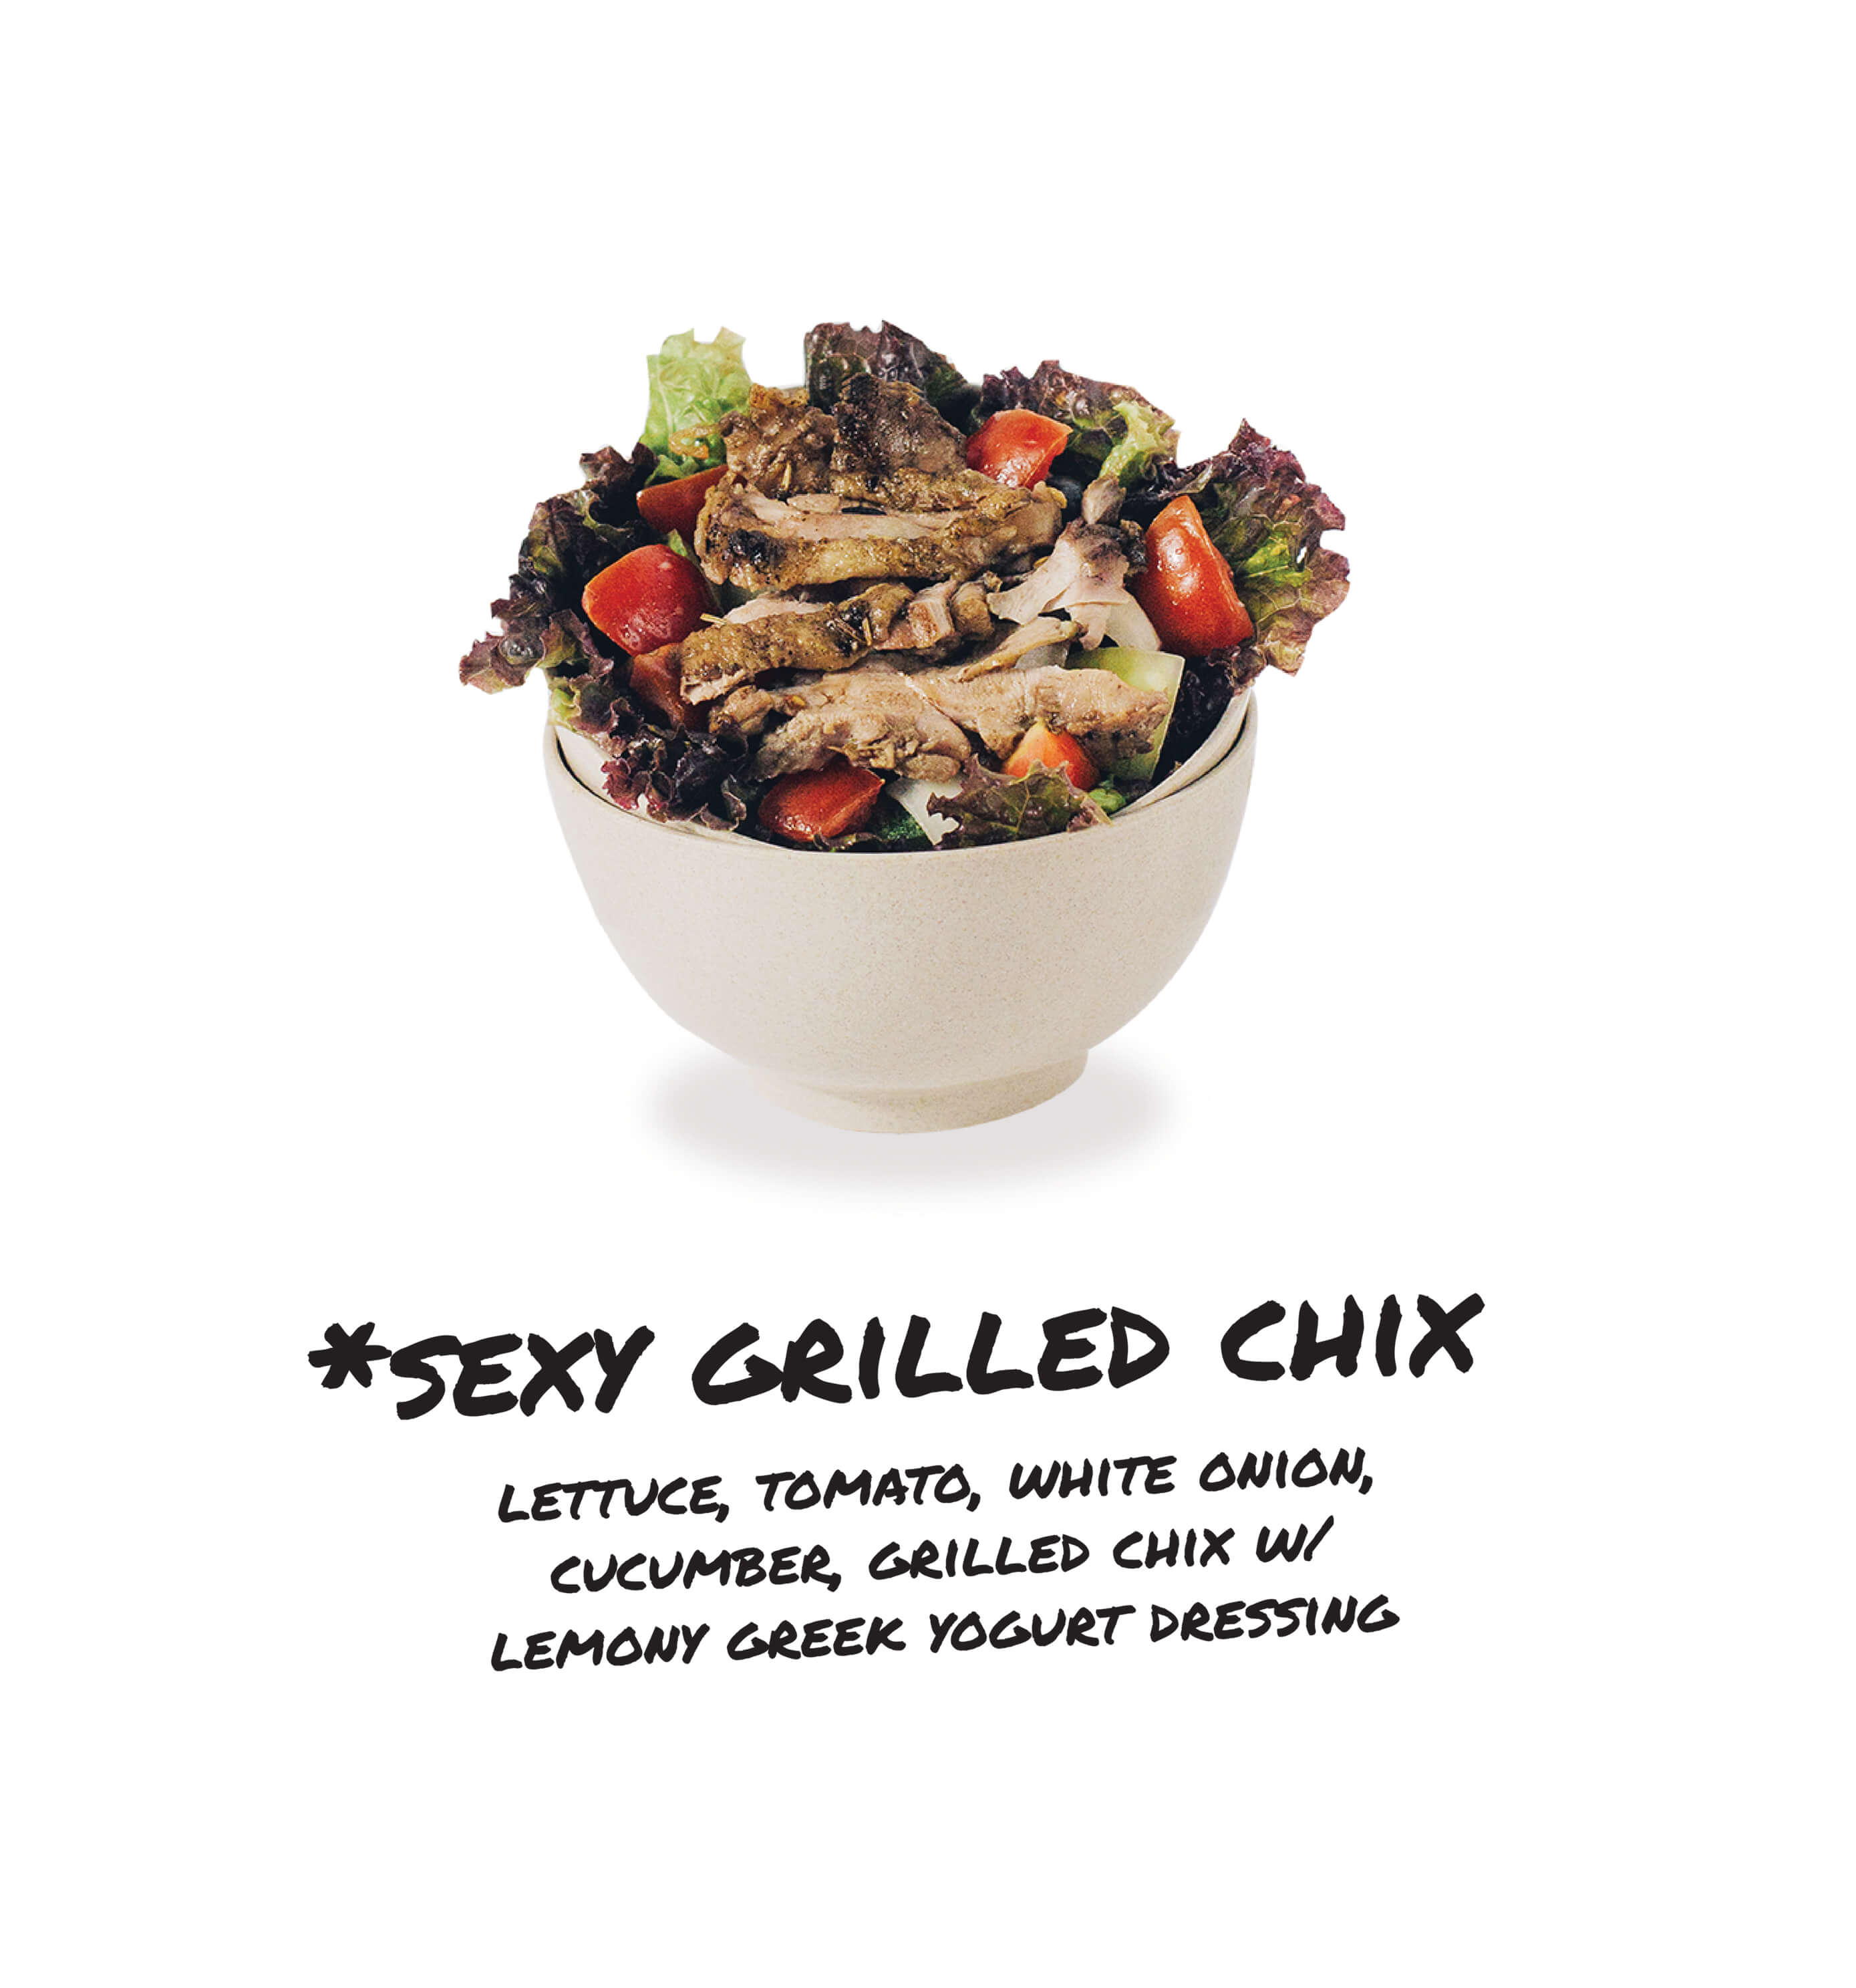 *SEXY GRILLED CHIX
LETTUCE, TOMATO, WHITE ONION,
CUCUMBER, GRILLED CHIX W/
LEMONY GREEK YOGURT DRESSING